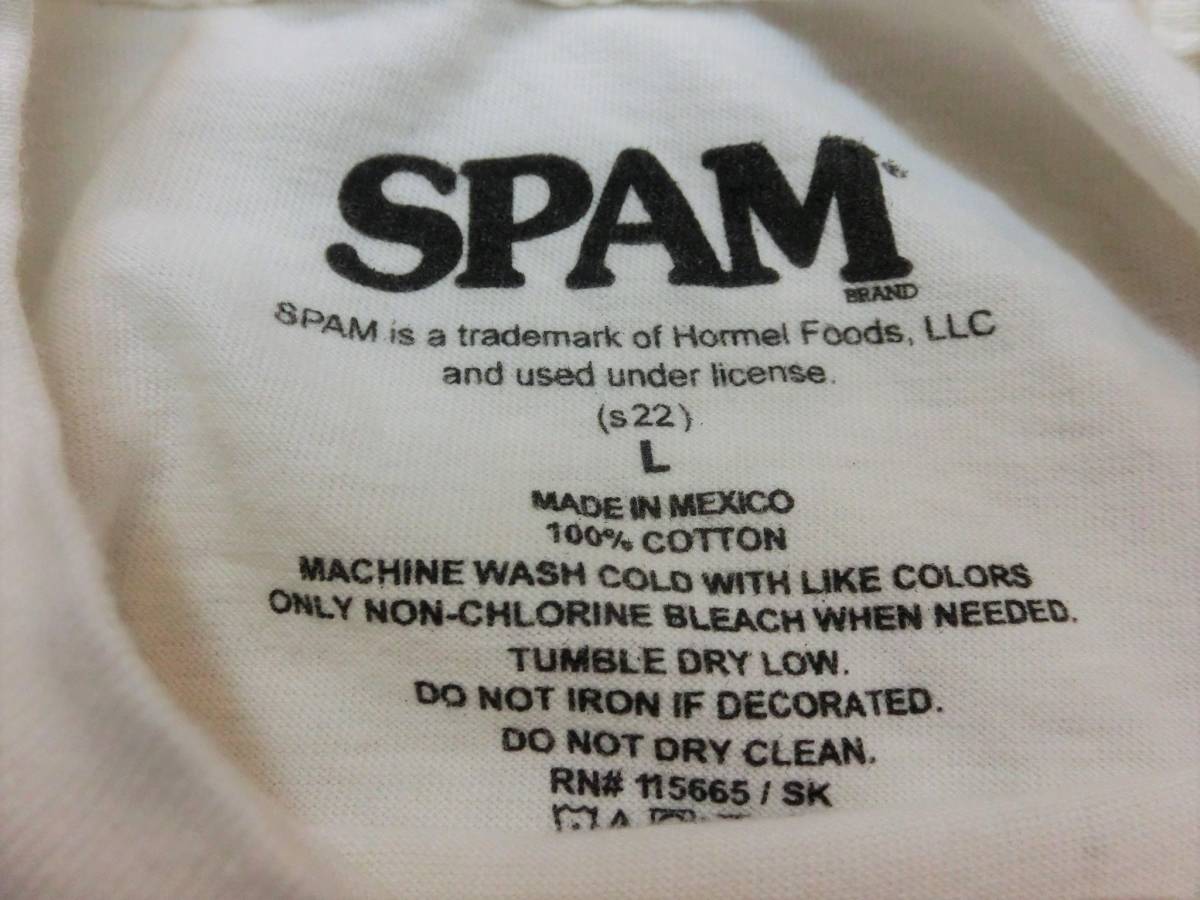 SPAM
BRAND
SPAM is a trademark of Hormel Foods, LLC
and used under license.
(s22)
L
MADE IN MEXICO
100% COTTON
MACHINE WASH COLD WITH LIKE COLORS
ONLY NON-CHLORINE BLEACH WHEN NEEDED.
TUMBLE DRY LOW.
DO NOT IRON IF DECORATED.
DO NOT DRY CLEAN.
RN# 115665 / SK